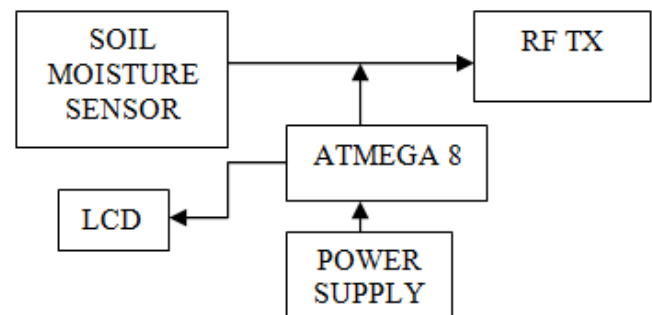 SOIL
MOISTURE
SENSOR
RF TX
ATMEGA 8
LCD
POWER
SUPPLY